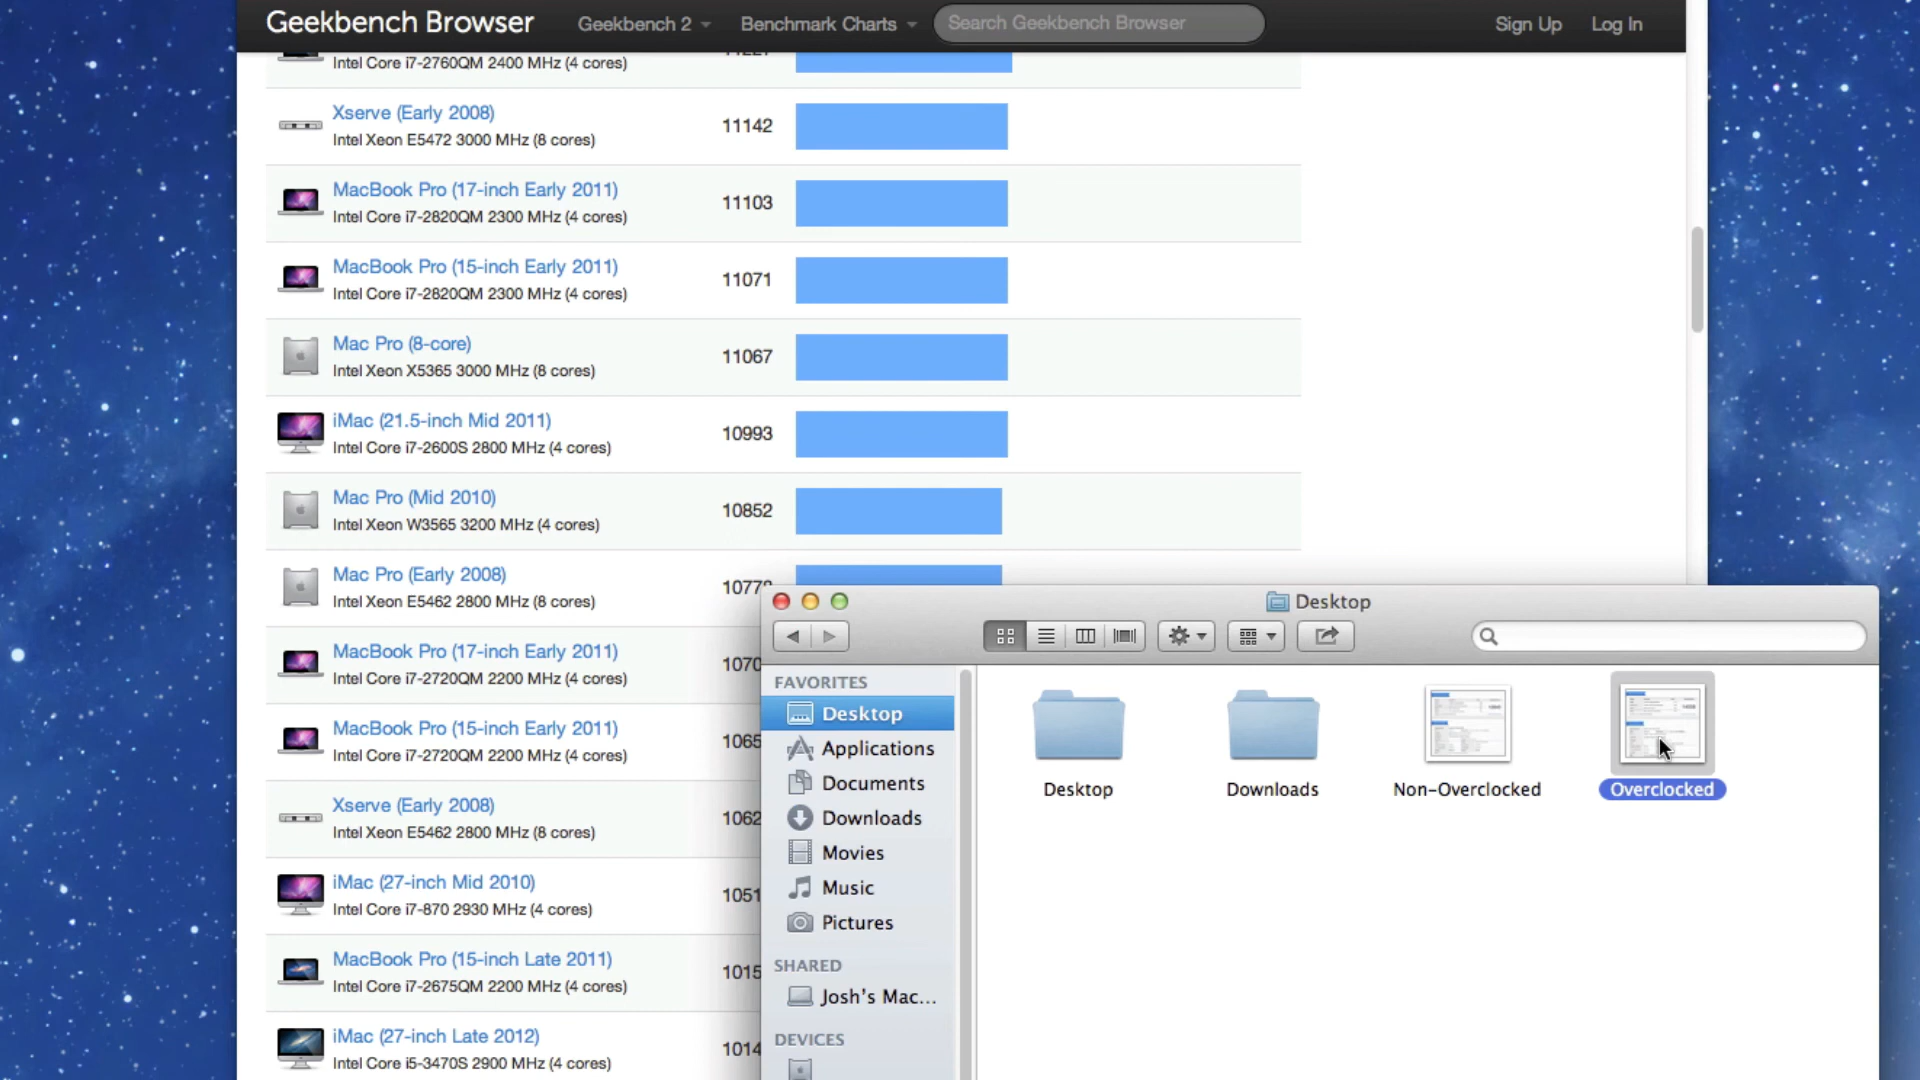 Geekbench Browser
Geekbench 2
Benchmark Charts
Search Geekbench Browser
Sign Up
Log In
Intel Core i7-2760QM 2400 MHz (4 cores)
Xserve (Early 2008)
Intel Xeon E5472 3000 MHz (8 cores)
11142
MacBook Pro (17-inch Early 2011)
Intel Core i7-2820QM 2300 MHz (4 cores)
11103
MacBook Pro (15-inch Early 2011)
Intel Core i7-2820QM 2300 MHz (4 cores)
11071
Mac Pro (8-core)
Intel Xeon X5365 3000 MHz (8 cores)
11067
iMac (21.5-inch Mid 2011)
Intel Core i7-2600S 2800 MHz (4 cores)
10993
Mac Pro (Mid 2010)
Intel Xeon W3565 3200 MHz (4 cores)
10852
Mac Pro (Early 2008)
Intel Xeon E5462 2800 MHz (8 cores)
MacBook Pro (17-inch Early 2011)
Intel Core i7-2720QM 2200 MHz (4 cores)
1070
MacBook Pro (15-inch Early 2011)
Intel Core i7-2720QM 2200 MHz (4 cores)
1065
Xserve (Early 2008)
Intel Xeon E5462 2800 MHz (8 cores)
1062
iMac (27-inch Mid 2010)
Intel Core i7-870 2930 MHz (4 cores)
1051
MacBook Pro (15-inch Late 2011)
Intel Core i7-2675QM 2200 MHz (4 cores)
1015
iMac (27-inch Late 2012)
Intel Core i5-3470S 2900 MHz (4 cores)
1014
Desktop
FAVORITES
Desktop
Applications
Documents
Downloads
Movies
Music
Pictures
SHARED
Josh's Mac...
DEVICES
Desktop
Downloads
Non-Overclocked
Overclocked